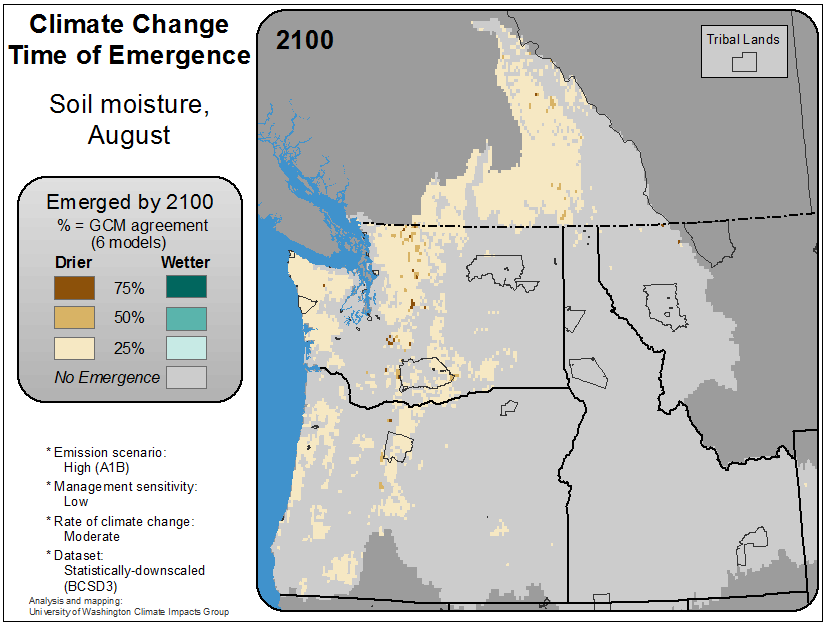 Climate Change
Time of Emergence
Soil moisture,
August
Emerged by 2100
% = GCM agreement
(6 models)
Drier Wetter
75%
50%
25%
No Emergence
* Emission scenario:
High (A1B)
* Management sensitivity:
Low
* Rate of climate change:
Moderate
* Dataset:
Statistically-downscaled
(BCSD3)
Analysis and mapping:
University of Washington Climate Impacts Group
2100
Tribal Lands